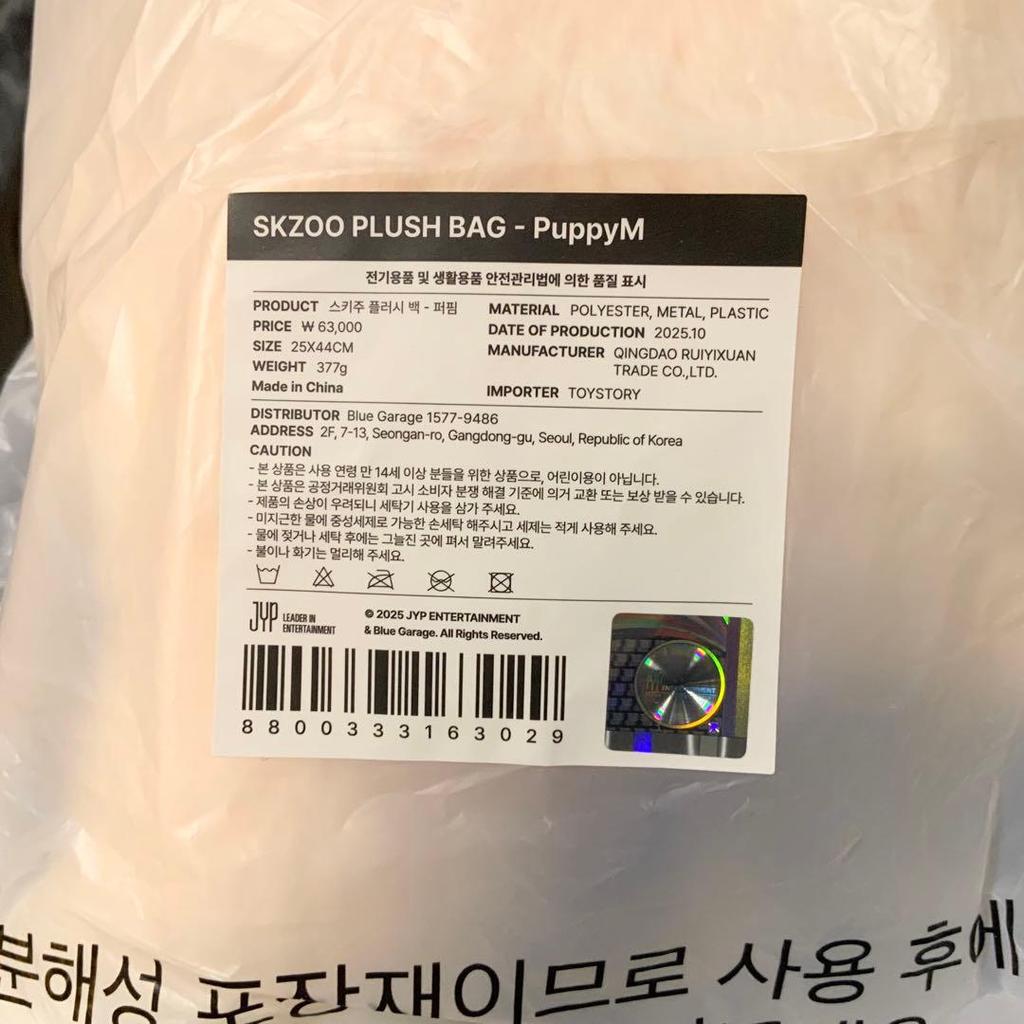 SKZOO PLUSH BAG - PuppyM
전기용품 및 생활용품 안전관리법에 의한 품질 표시
PRODUCT 스키주 플러시 백 - 퍼핌
PRICE ₩ 63,000
SIZE 25X44CM
WEIGHT 377g
Made in China
MATERIAL POLYESTER, METAL, PLASTIC
DATE OF PRODUCTION 2025.10
MANUFACTURER QINGDAO RUIYIXUAN
TRADE CO.,LTD.
IMPORTER TOYSTORY
DISTRIBUTOR Blue Garage 1577-9486
ADDRESS 2F, 7-13, Seongan-ro, Gangdong-gu, Seoul, Republic of Korea
CAUTION
- 본 상품은 사용 연령 만 14세 이상 분들을 위한 상품으로, 어린이용이 아닙니다.
- 본 상품은 공정거래위원회 고시 소비자 분쟁 해결 기준에 의거 교환 또는 보상 받을 수 있습니다.
- 제품의 손상이 우려되니 세탁기 사용을 삼가 주세요.
- 미지근한 물에 중성세제로 가능한 손세탁 해주시고 세제는 적게 사용해 주세요.
- 물에 젖거나 세탁 후에는 그늘진 곳에 펴서 말려주세요.
- 불이나 화기는 멀리해 주세요.
JYP LEADER IN
ENTERTAINMENT
© 2025 JYP ENTERTAINMENT
& Blue Garage. All Rights Reserved.
8800333163029
분해성 포장재이므로 사용 후에